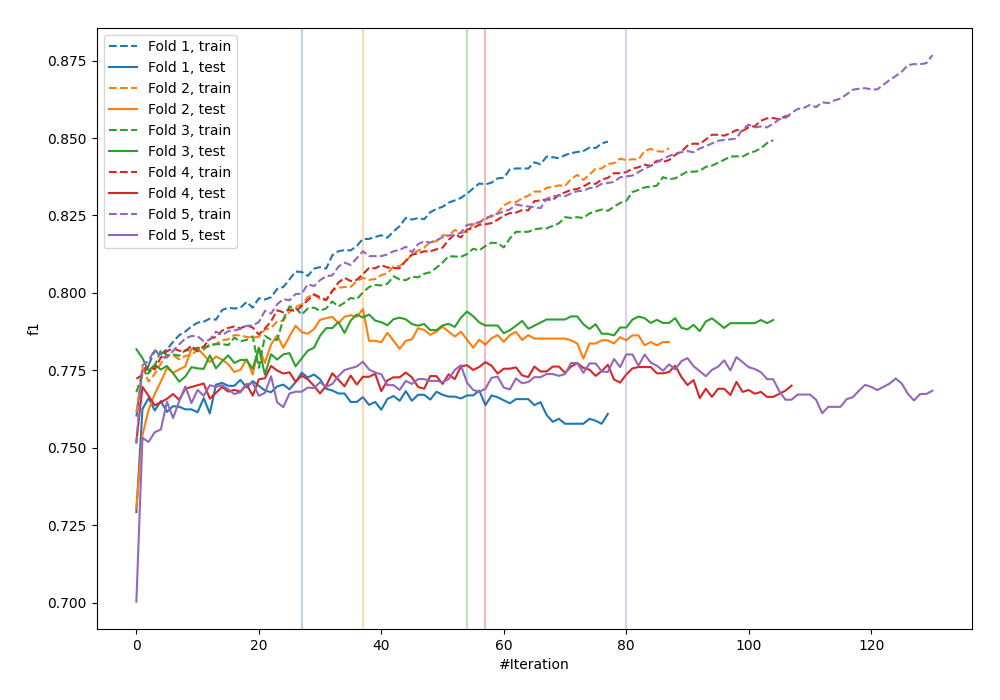 Fold 1, train
Fold 1, test
Fold 2, train
Fold 2, test
Fold 3, train
Fold 3, test
Fold 4, train
Fold 4, test
Fold 5, train
Fold 5, test
0.875
0.850
0.825
0.800
0.775
0.750
0.725
0.700
f1
0 20 40 60 80 100 120
#Iteration